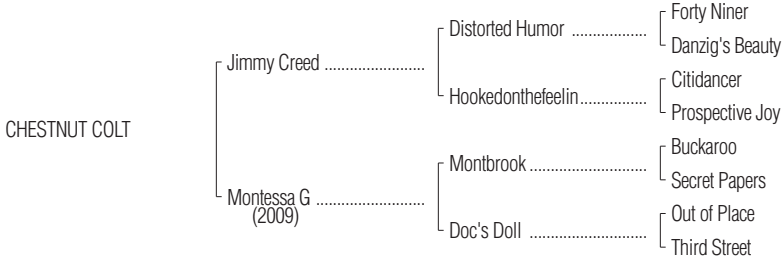 Forty Niner
Distorted Humor ..................
Danzig's Beauty
Jimmy Creed ........................
Citidancer
Hookedonthefeelin................
Prospective Joy
CHESTNUT COLT
Buckaroo
Montbrook ............................
Secret Papers
Montessa G ..........................
(2009)
Out of Place
Doc's Doll ............................
Third Street